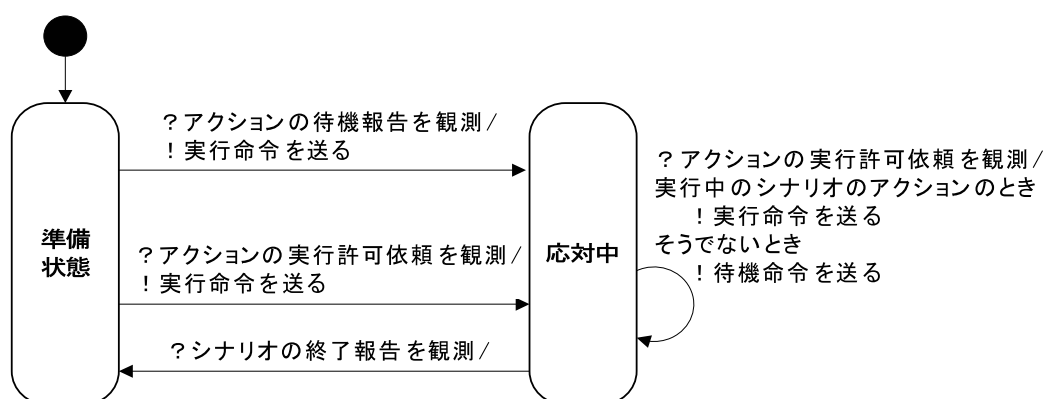 ？アクションの待機報告を観測/
！実行命令を送る
準備
状態
？アクションの実行許可依頼を観測/
！実行命令を送る
？シナリオの終了報告を観測/
応対中
？アクションの実行許可依頼を観測/
実行中のシナリオのアクションのとき
！実行命令を送る
そうでないとき
！待機命令を送る